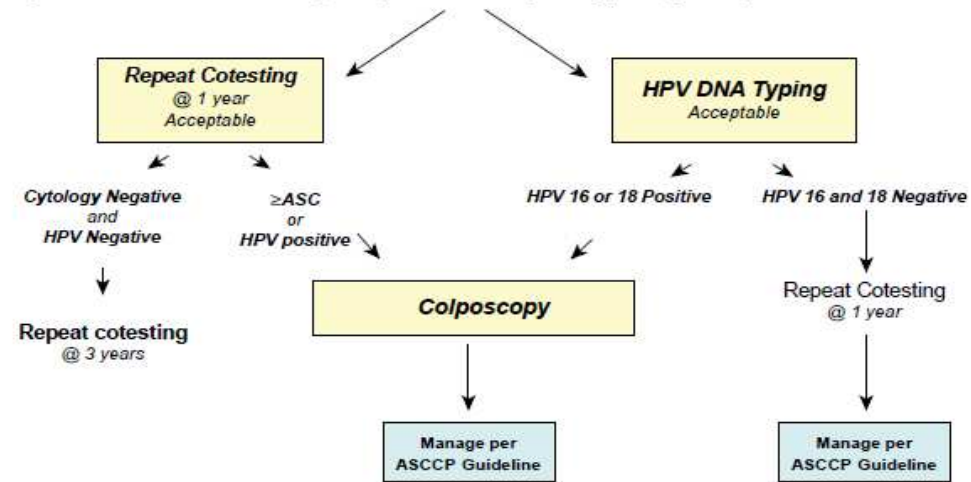 Repeat Cotesting
@ 1 year
Acceptable
HPV DNA Typing
Acceptable
Cytology Negative
and
HPV Negative
≥ASC
or
HPV positive
HPV 16 or 18 Positive
HPV 16 and 18 Negative
Repeat cotesting
@ 3 years
Colposcopy
Repeat Cotesting
@ 1 year
Manage per
ASCCP Guideline
Manage per
ASCCP Guideline